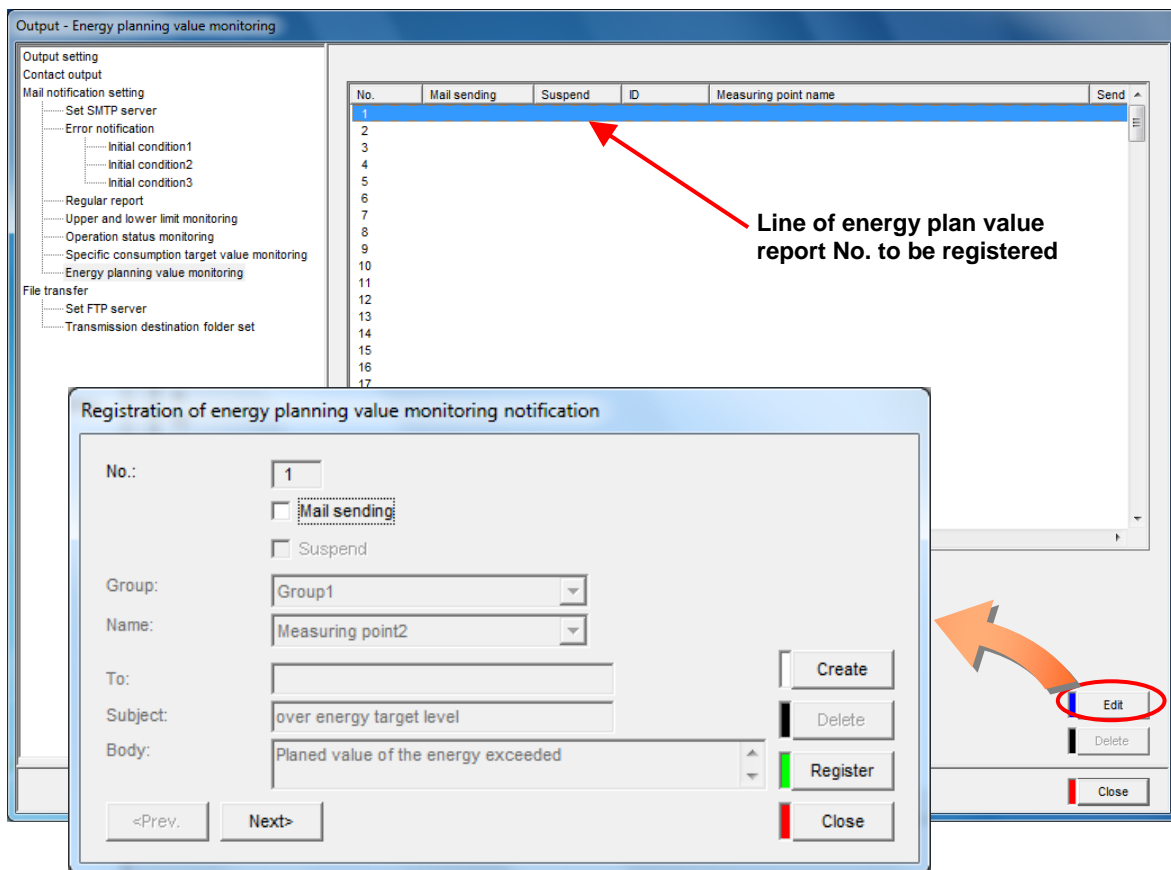 Output - Energy planning value monitoring
Output setting
Contact output
Mail notification setting
Set SMTP server
Error notification
Initial condition1
Initial condition2
Initial condition3
Regular report
Upper and lower limit monitoring
Operation status monitoring
Specific consumption target value monitoring
Energy planning value monitoring
File transfer
Set FTP server
Transmission destination folder set
No. Mail sending Suspend ID Measuring point name Send
1
2
3
4
5
6
7
8
9
10
11
12
13
14
15
16
17
Line of energy plan value
report No. to be registered
Edit
Delete
Close
Registration of energy planning value monitoring notification
No.: 1
Mail sending
Suspend
Group: Group1
Name: Measuring point2
To:
Subject: over energy target level
Body: Planed value of the energy exceeded
Create
Delete
Register
Close
<Prev. Next>